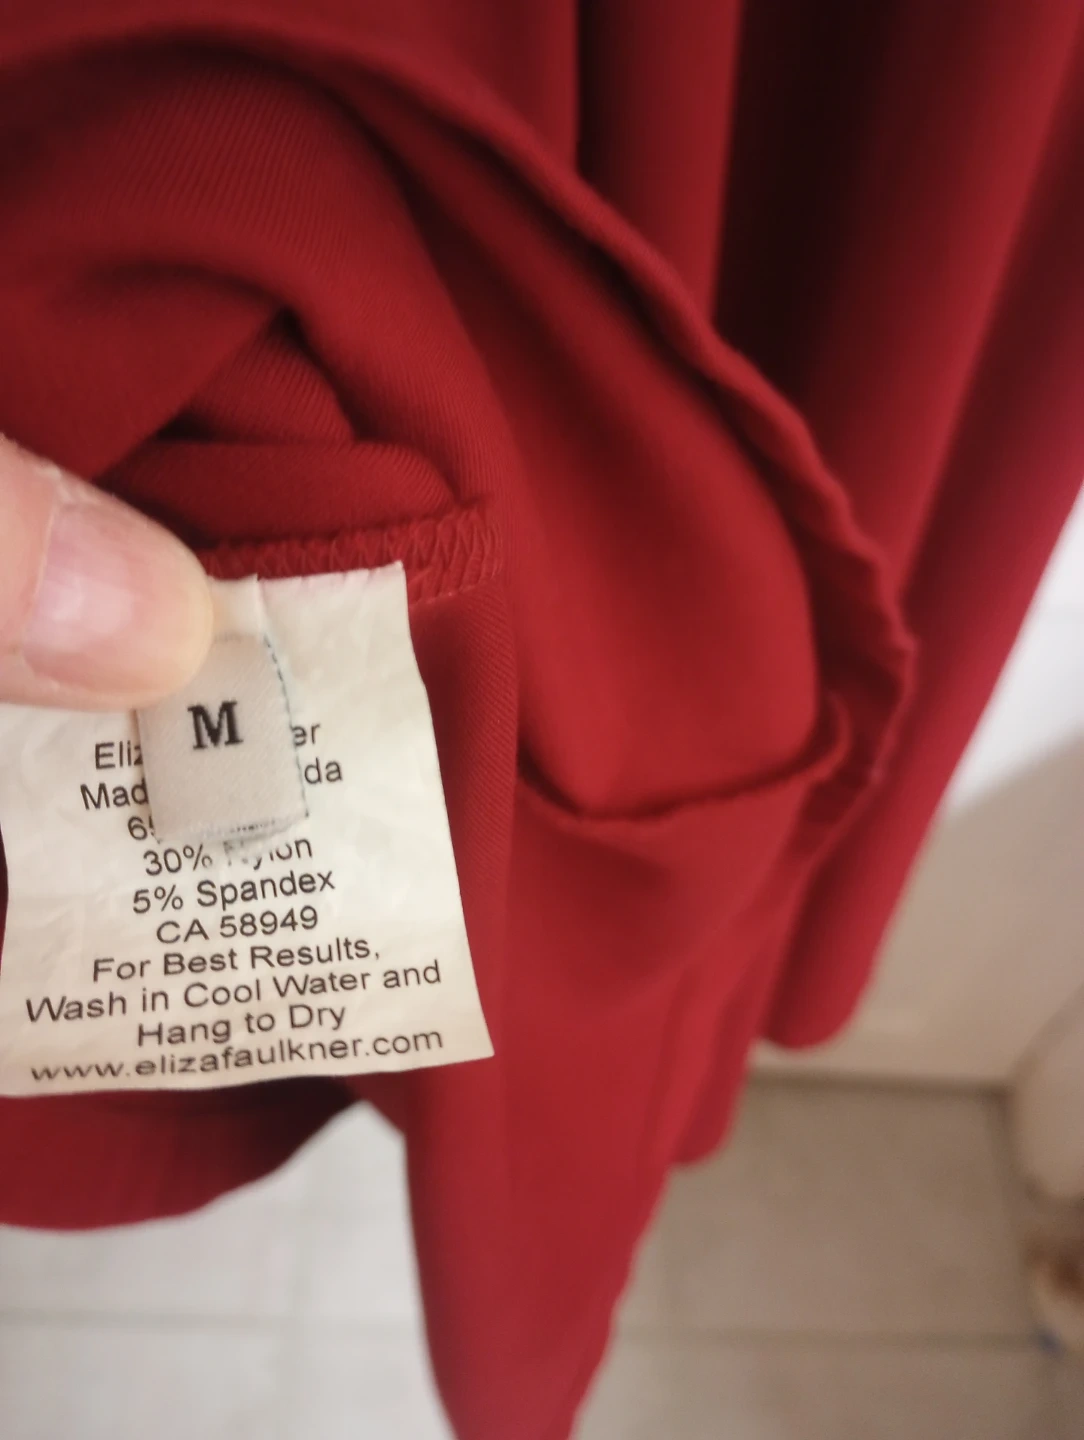 M
Eliz er
Mad da
6
30% Nylon
5% Spandex
CA 58949
For Best Results,
Wash in Cool Water and
Hang to Dry
www.elizafaulkner.com